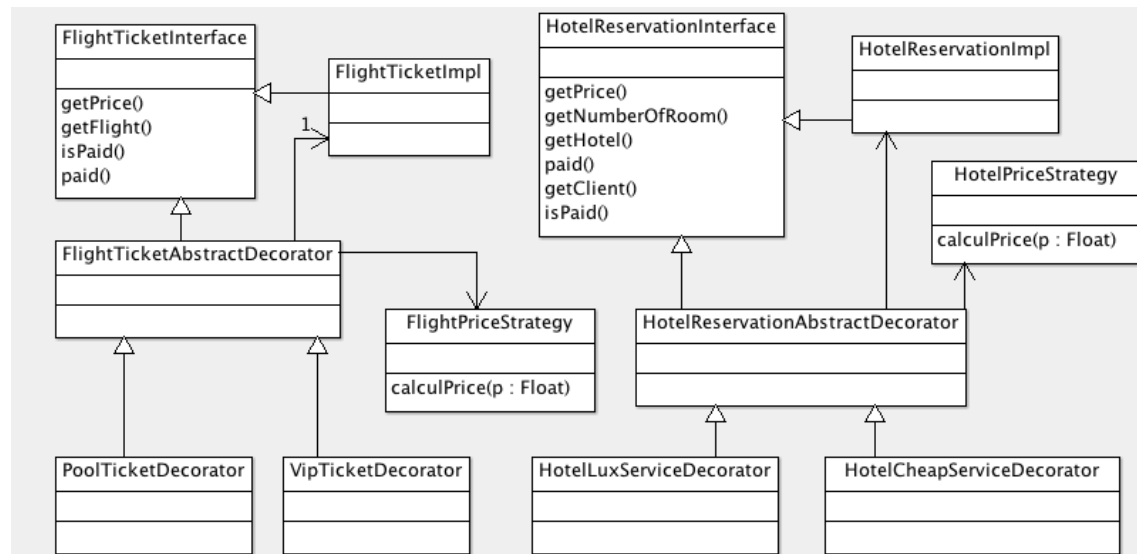 FlightTicketInterface
getPrice()
getFlight()
isPaid()
paid()
FlightTicketImpl
1
FlightTicketAbstractDecorator
FlightPriceStrategy
calculPrice(p : Float)
PoolTicketDecorator
VipTicketDecorator
HotelReservationInterface
getPrice()
getNumberOfRoom()
getHotel()
paid()
getClient()
isPaid()
HotelReservationImpl
HotelPriceStrategy
calculPrice(p : Float)
HotelReservationAbstractDecorator
HotelLuxServiceDecorator
HotelCheapServiceDecorator